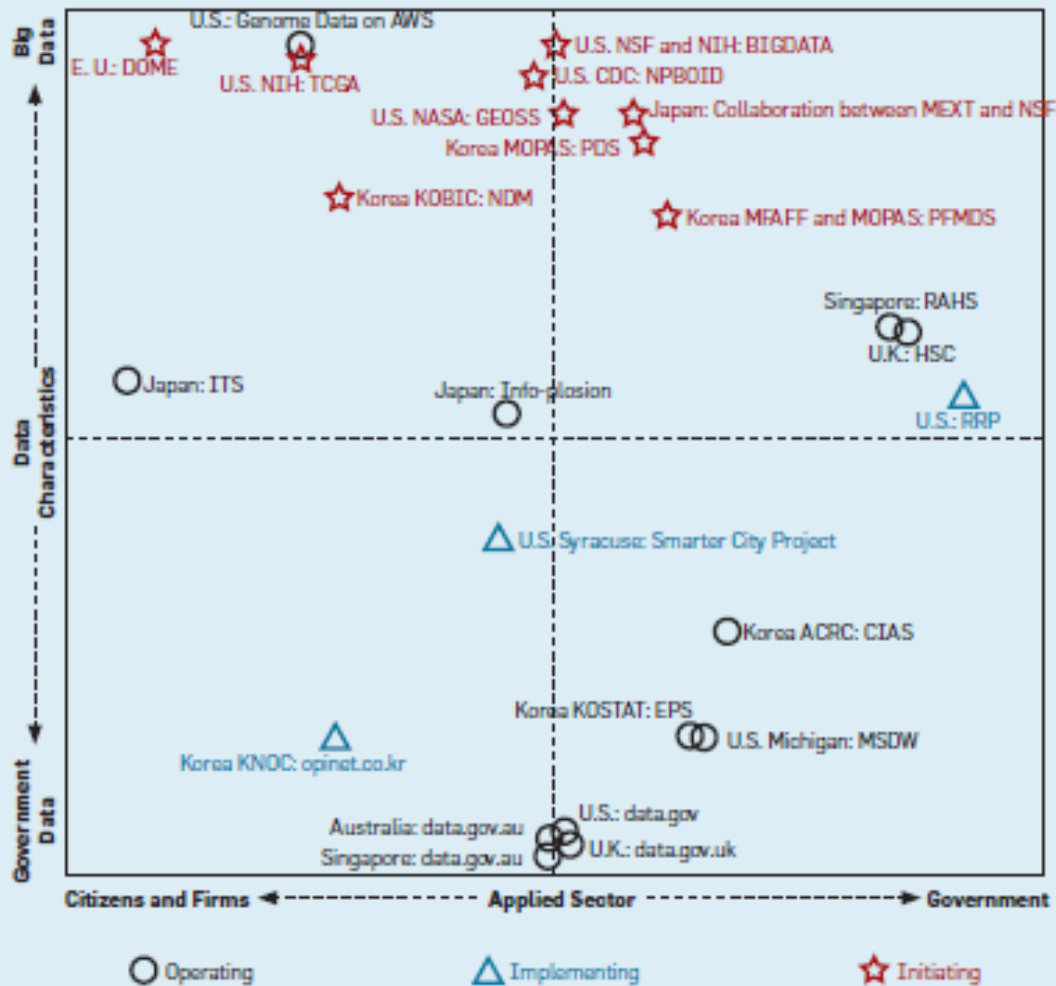 Big Data
U.S.: Genome Data on AWS
E. U.: DOME
U.S. NIH: TCGA
U.S. NSF and NIH: BIGDATA
U.S. CDC: NPBOID
U.S. NASA: GEOSS
Japan: Collaboration between MEXT and NSF
Korea MOPAS: PDS
Korea KOBIC: NDM
Korea MFAFF and MOPAS: PFMDS
Singapore: RAHS
U.K.: HSC
Japan: ITS
Japan: Info-plosion
U.S.: RRP
Data Characteristics
U.S. Syracuse: Smarter City Project
Korea ACRC: CIAS
Korea KOSTAT: EPS
U.S. Michigan: MSDW
Korea KNOC: opinet.co.kr
Government Data
U.S.: data.gov
Australia: data.gov.au
U.K.: data.gov.uk
Singapore: data.gov.au
Citizens and Firms
Applied Sector
Government
Operating
Implementing
Initiating